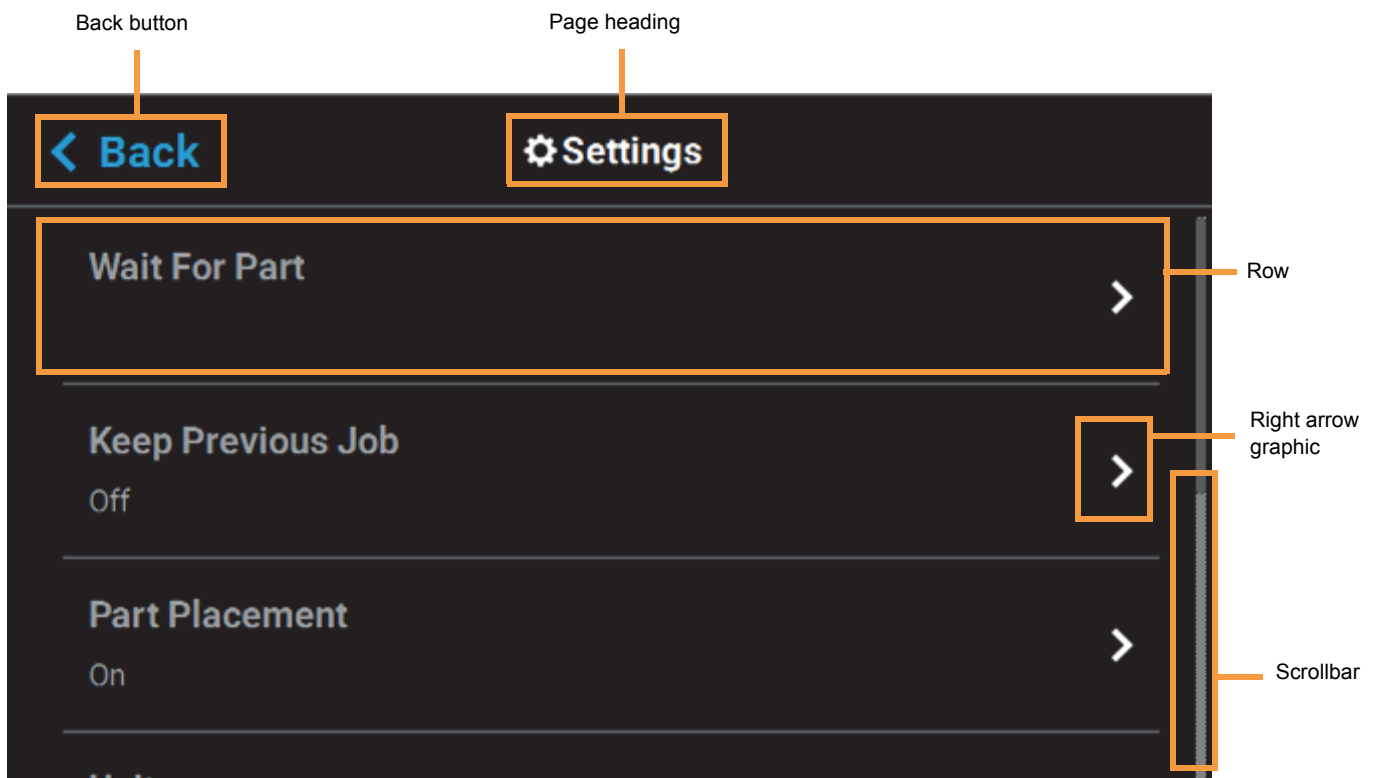 Back button
Page heading
Back
Settings
Wait For Part
Row
Keep Previous Job
Right arrow
graphic
Off
Part Placement
On
Scrollbar